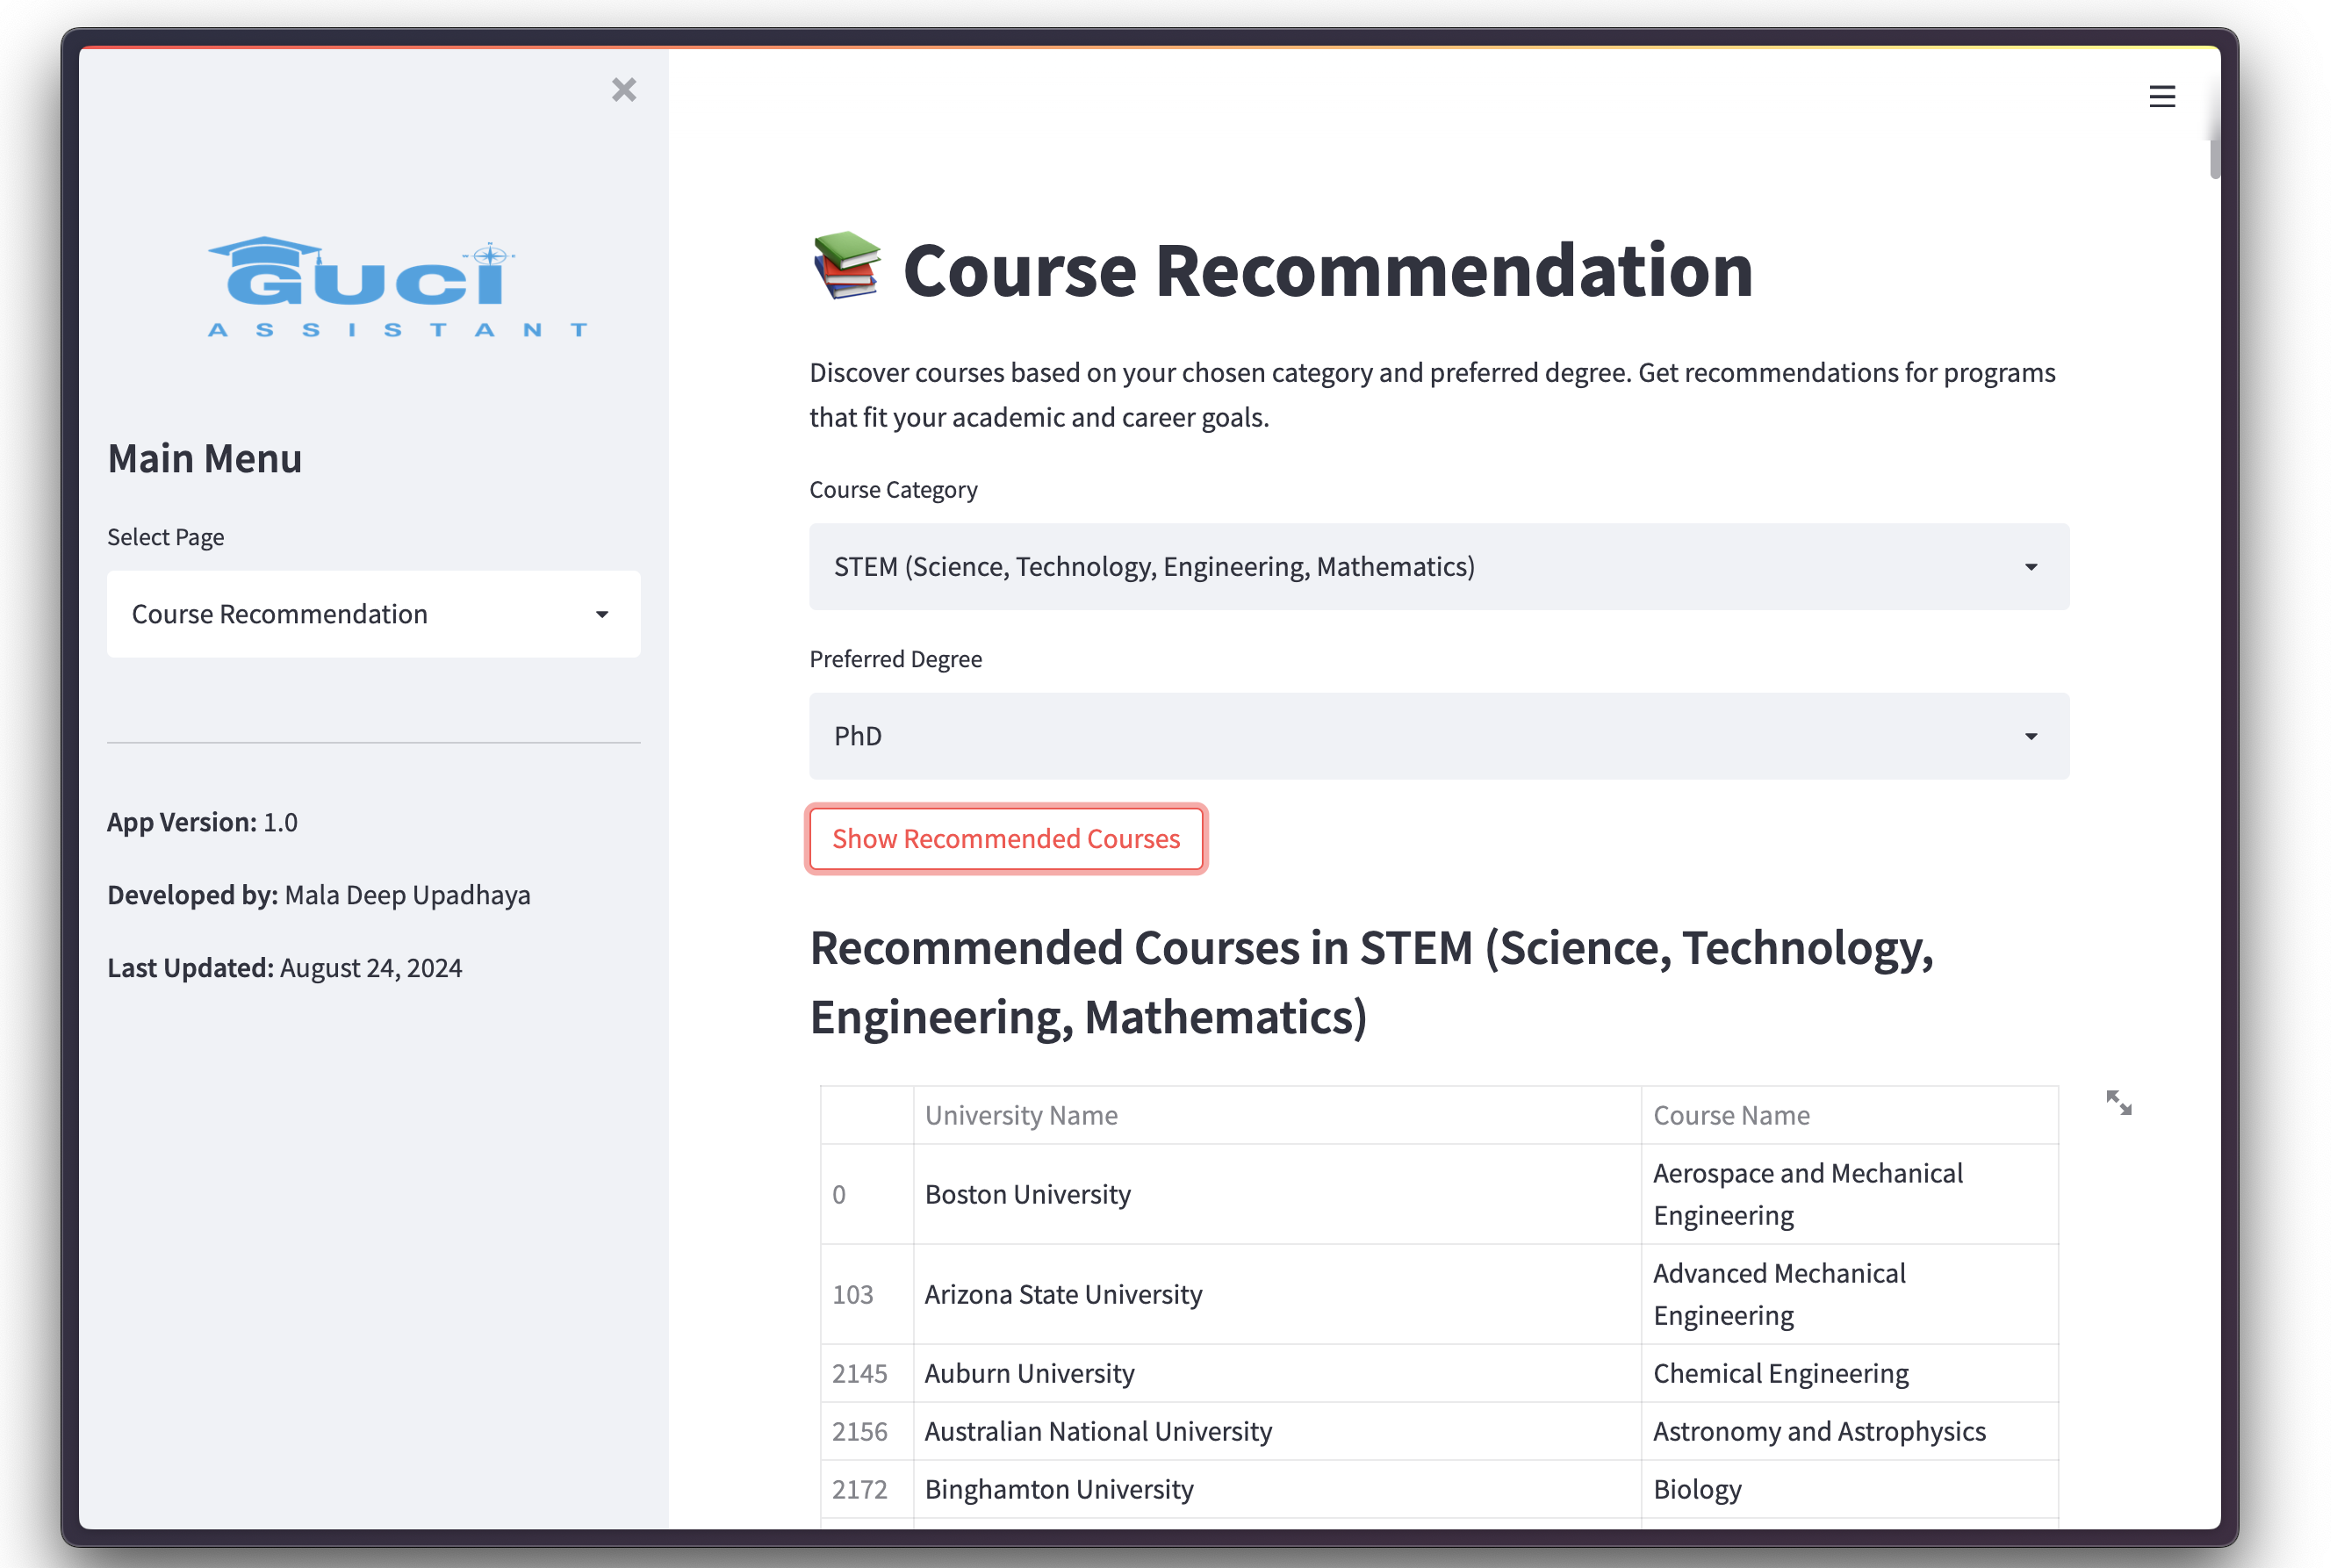 GUCI
ASSISTANT
Main Menu
Select Page
Course Recommendation
App Version: 1.0
Developed by: Mala Deep Upadhaya
Last Updated: August 24, 2024
📚 Course Recommendation
Discover courses based on your chosen category and preferred degree. Get recommendations for programs
that fit your academic and career goals.
Course Category
STEM (Science, Technology, Engineering, Mathematics)
Preferred Degree
PhD
Show Recommended Courses
Recommended Courses in STEM (Science, Technology,
Engineering, Mathematics)
University Name Course Name
0 Boston University Aerospace and Mechanical
Engineering
103 Arizona State University Advanced Mechanical
Engineering
2145 Auburn University Chemical Engineering
2156 Australian National University Astronomy and Astrophysics
2172 Binghamton University Biology